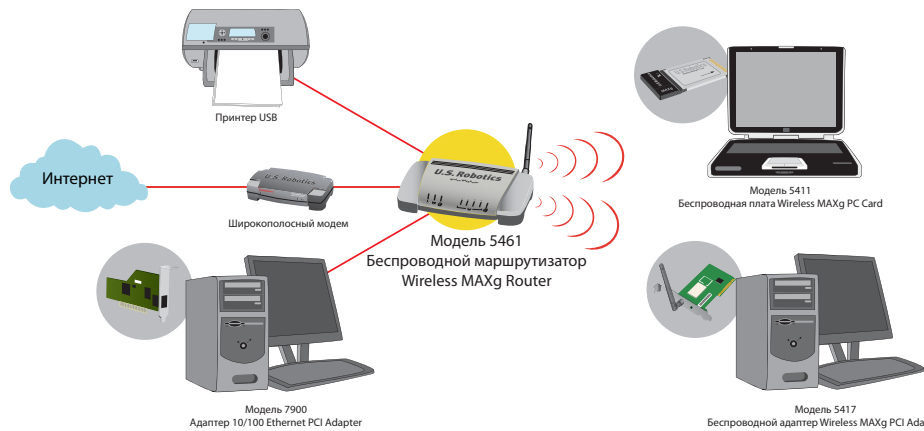 Принтер USB
Интернет
U.S. Robotics
U.S. Robotics
Широкополосный модем
Модель 5461
Беспроводной маршрутизатор
Wireless MAXg Router
Модель 5411
Беспроводная плата Wireless MAXg PC Card
Модель 7900
Адаптер 10/100 Ethernet PCI Adapter
Модель 5417
Беспроводной адаптер Wireless MAXg PCI Ada